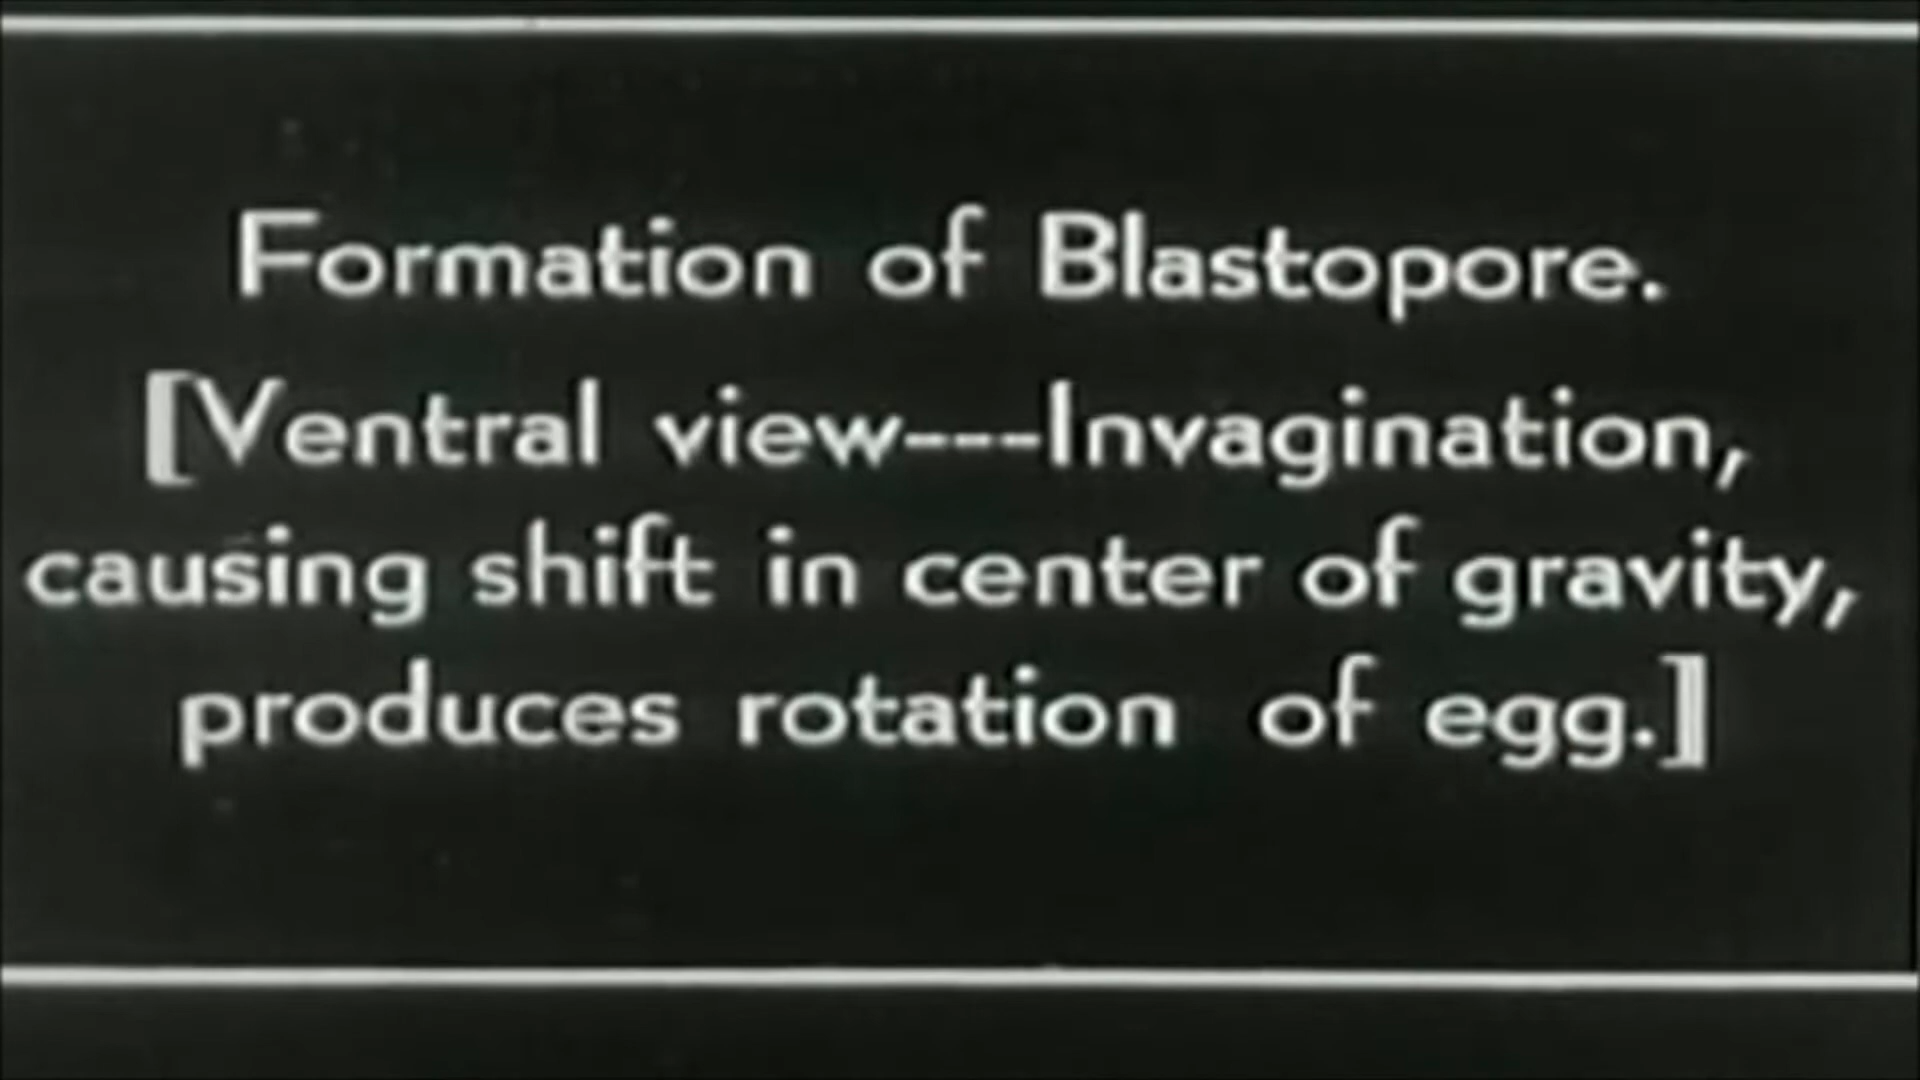 Formation of Blastopore.
[Ventral view---Invagination,
causing shift in center of gravity,
produces rotation of egg.]